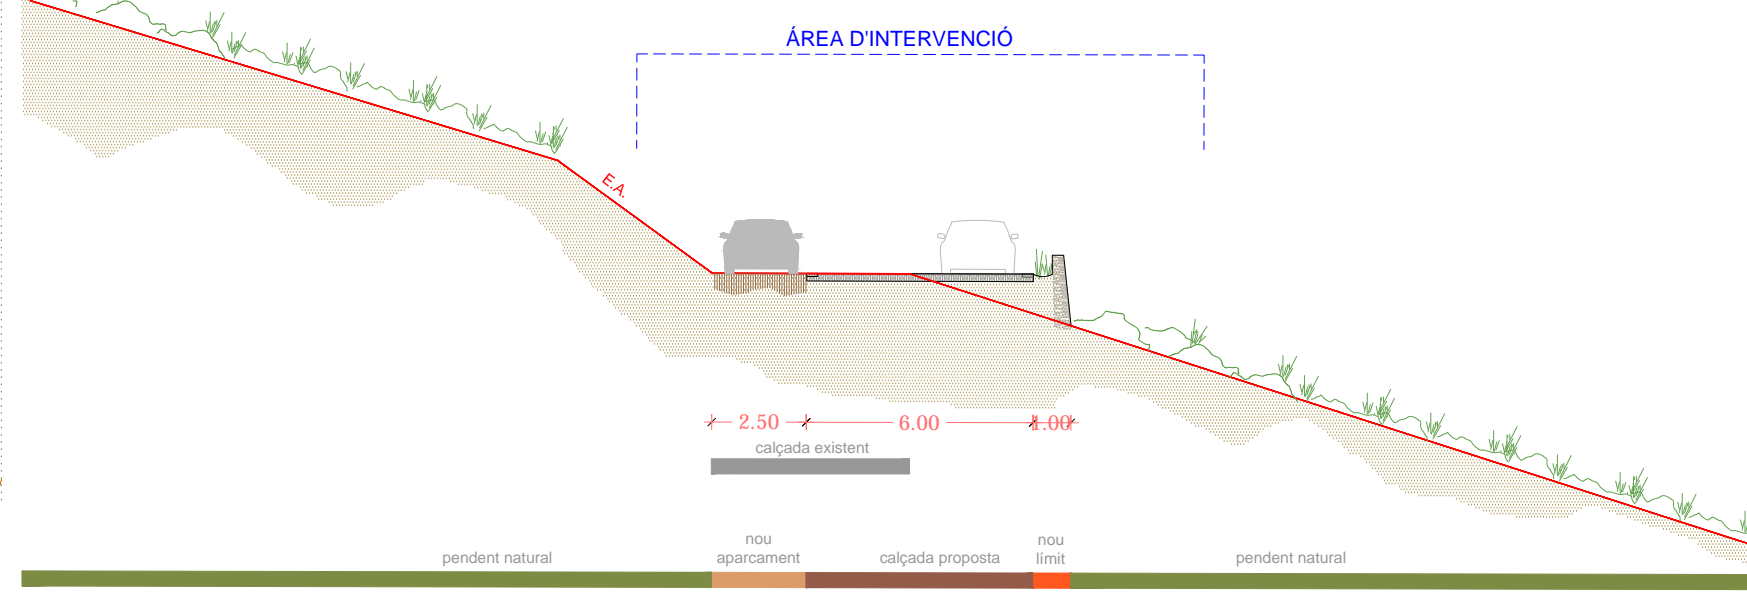 ÁREA D'INTERVENCIÓ
E.A.
2.50
6.00
1.00
calçada existent
pendent natural
nou
aparcament
calçada proposta
nou
límit
pendent natural